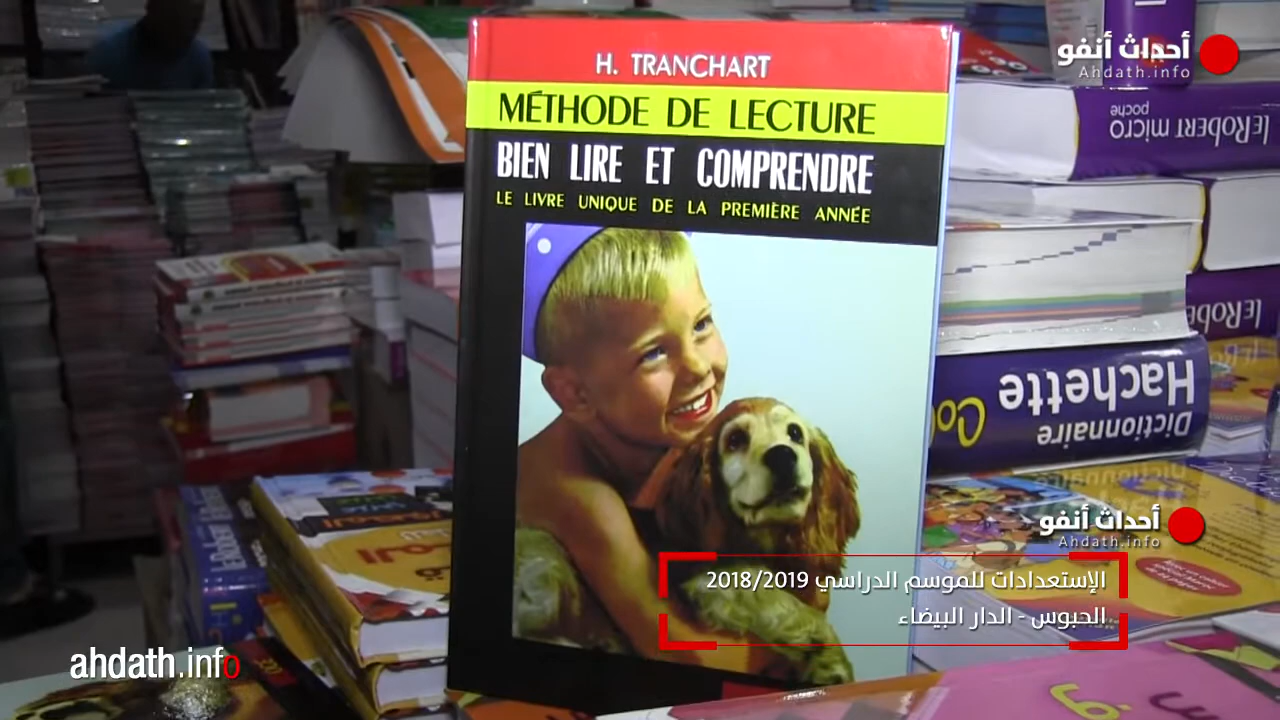 H. TRANCHART
MÉTHODE DE LECTURE
BIEN LIRE ET COMPRENDRE
LE LIVRE UNIQUE DE LA PREMIÈRE ANNÉE
أحداث أنفو
Ahdath.info
LE ROBERT micro
poche
LE ROBERT
Dictionnaire
Hachette
أحداث أنفو
Ahdath.info
الإستعدادات للموسم الدراسي 2018/2019
الحبوس - الدار البيضاء
ahdath.info